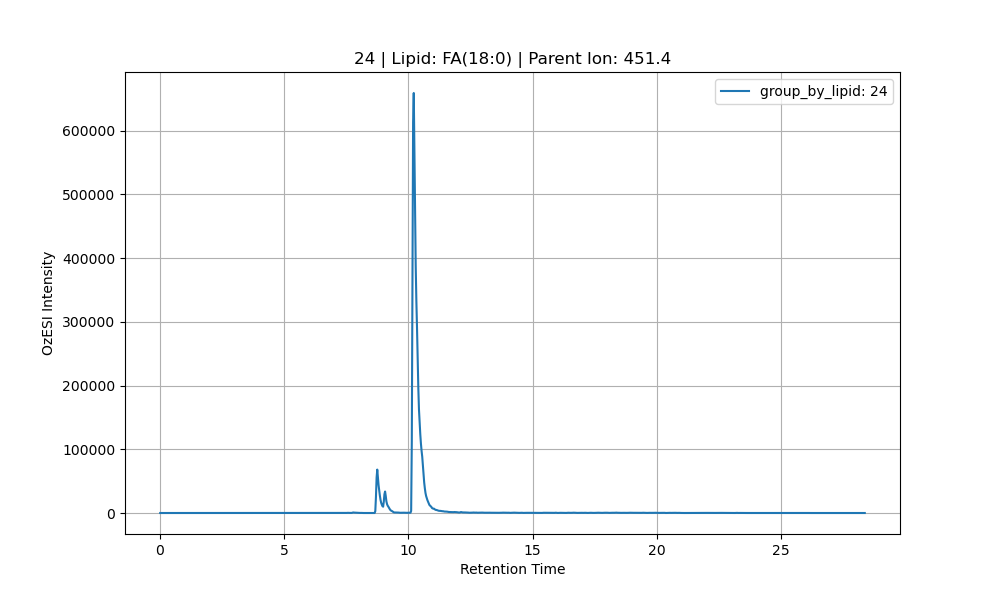 24 | Lipid: FA(18:0) | Parent Ion: 451.4
group_by_lipid: 24
600000
500000
400000
300000
200000
100000
0
OzESI Intensity
0 5 10 15 20 25
Retention Time